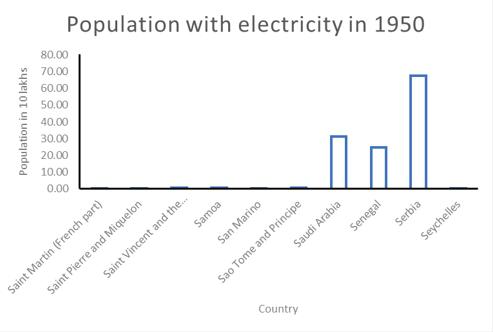 Population with electricity in 1950
Population in 10 lakhs
80.00
70.00
60.00
50.00
40.00
30.00
20.00
10.00
0.00
Saint Martin (French part)
Saint Pierre and Miquelon
Saint Vincent and the...
Samoa
San Marino
Sao Tome and Principe
Saudi Arabia
Senegal
Serbia
Seychelles
Country